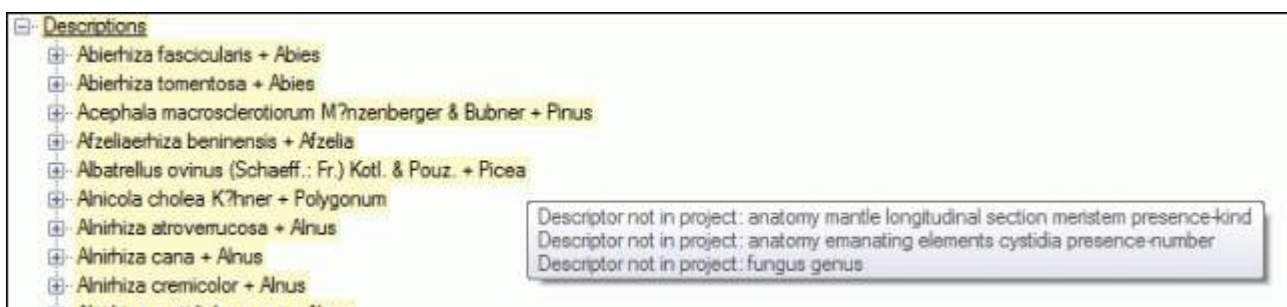 Descriptions
Abierhiza fascicularis + Abies
Abierhiza tomentosa + Abies
Acephala macrosclerotiorum M?nzenberger & Bubner + Pinus
Afzeliaerhiza beninensis + Afzelia
Albatrellus ovinus (Schaeff.: Fr.) Kotl. & Pouz. + Picea
Alnicola cholea K?hner + Polygonum
Alnirhiza atroverrucosa + Alnus
Alnirhiza cana + Alnus
Alnirhiza cremicolor + Alnus
Descriptor not in project: anatomy mantle longitudinal section meristem presence-kind
Descriptor not in project: anatomy emanating elements cystidia presence-number
Descriptor not in project: fungus genus